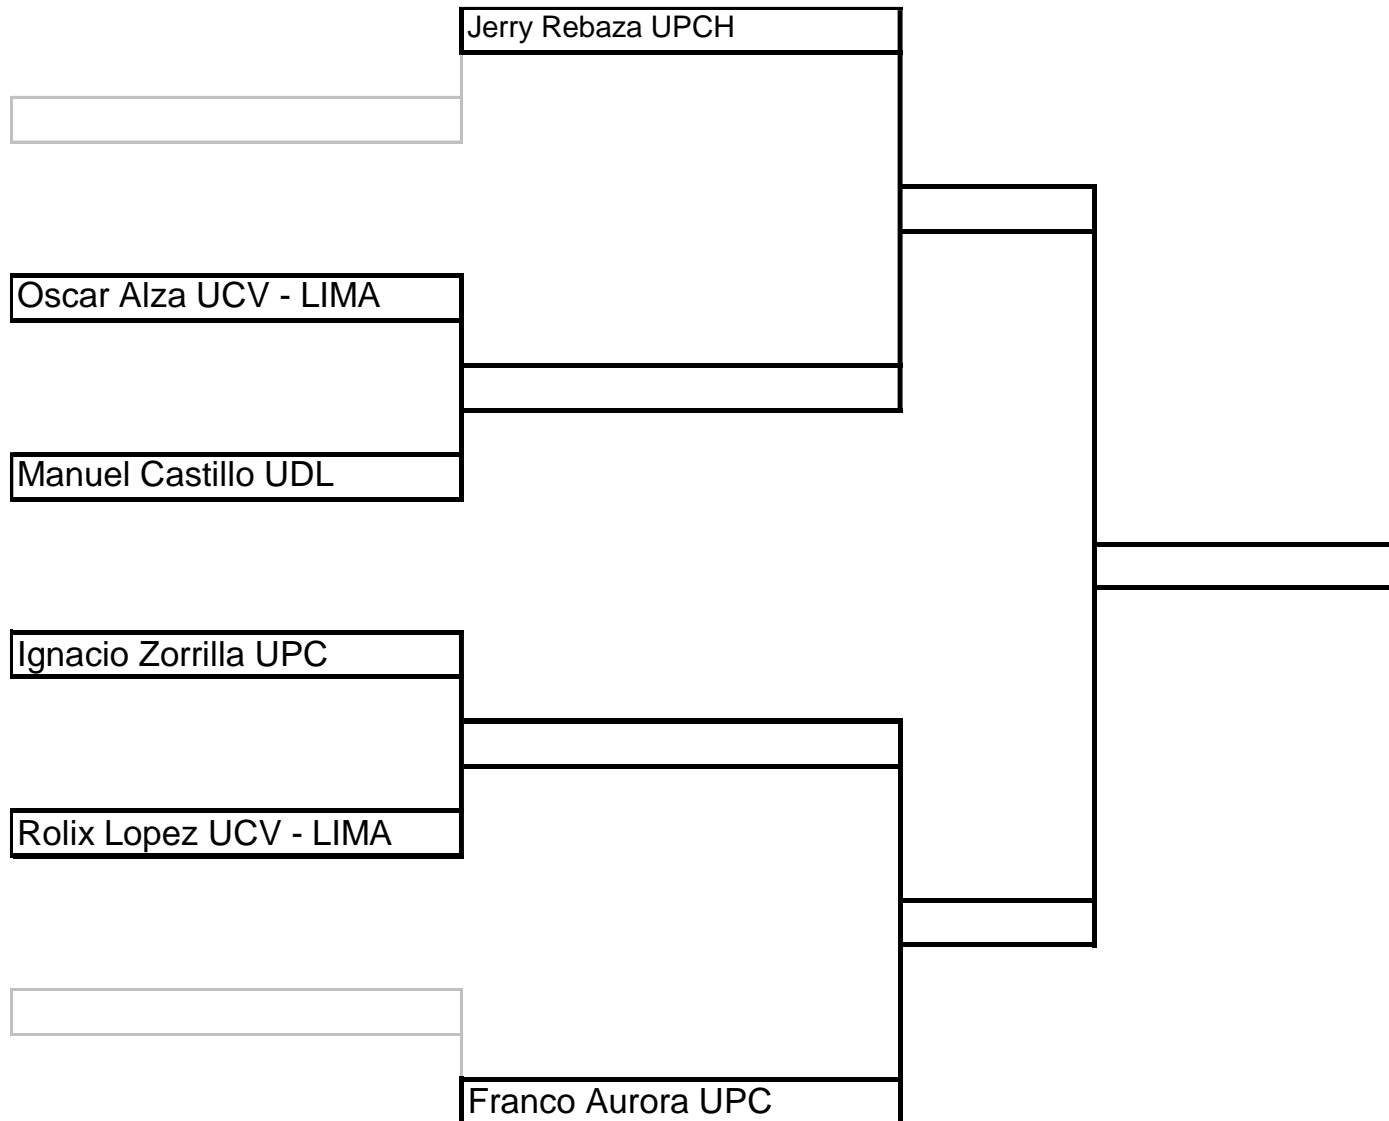 Jerry Rebaza UPCH
Oscar Alza UCV - LIMA
Manuel Castillo UDL
Ignacio Zorrilla UPC
Rolix Lopez UCV - LIMA
Franco Aurora UPC